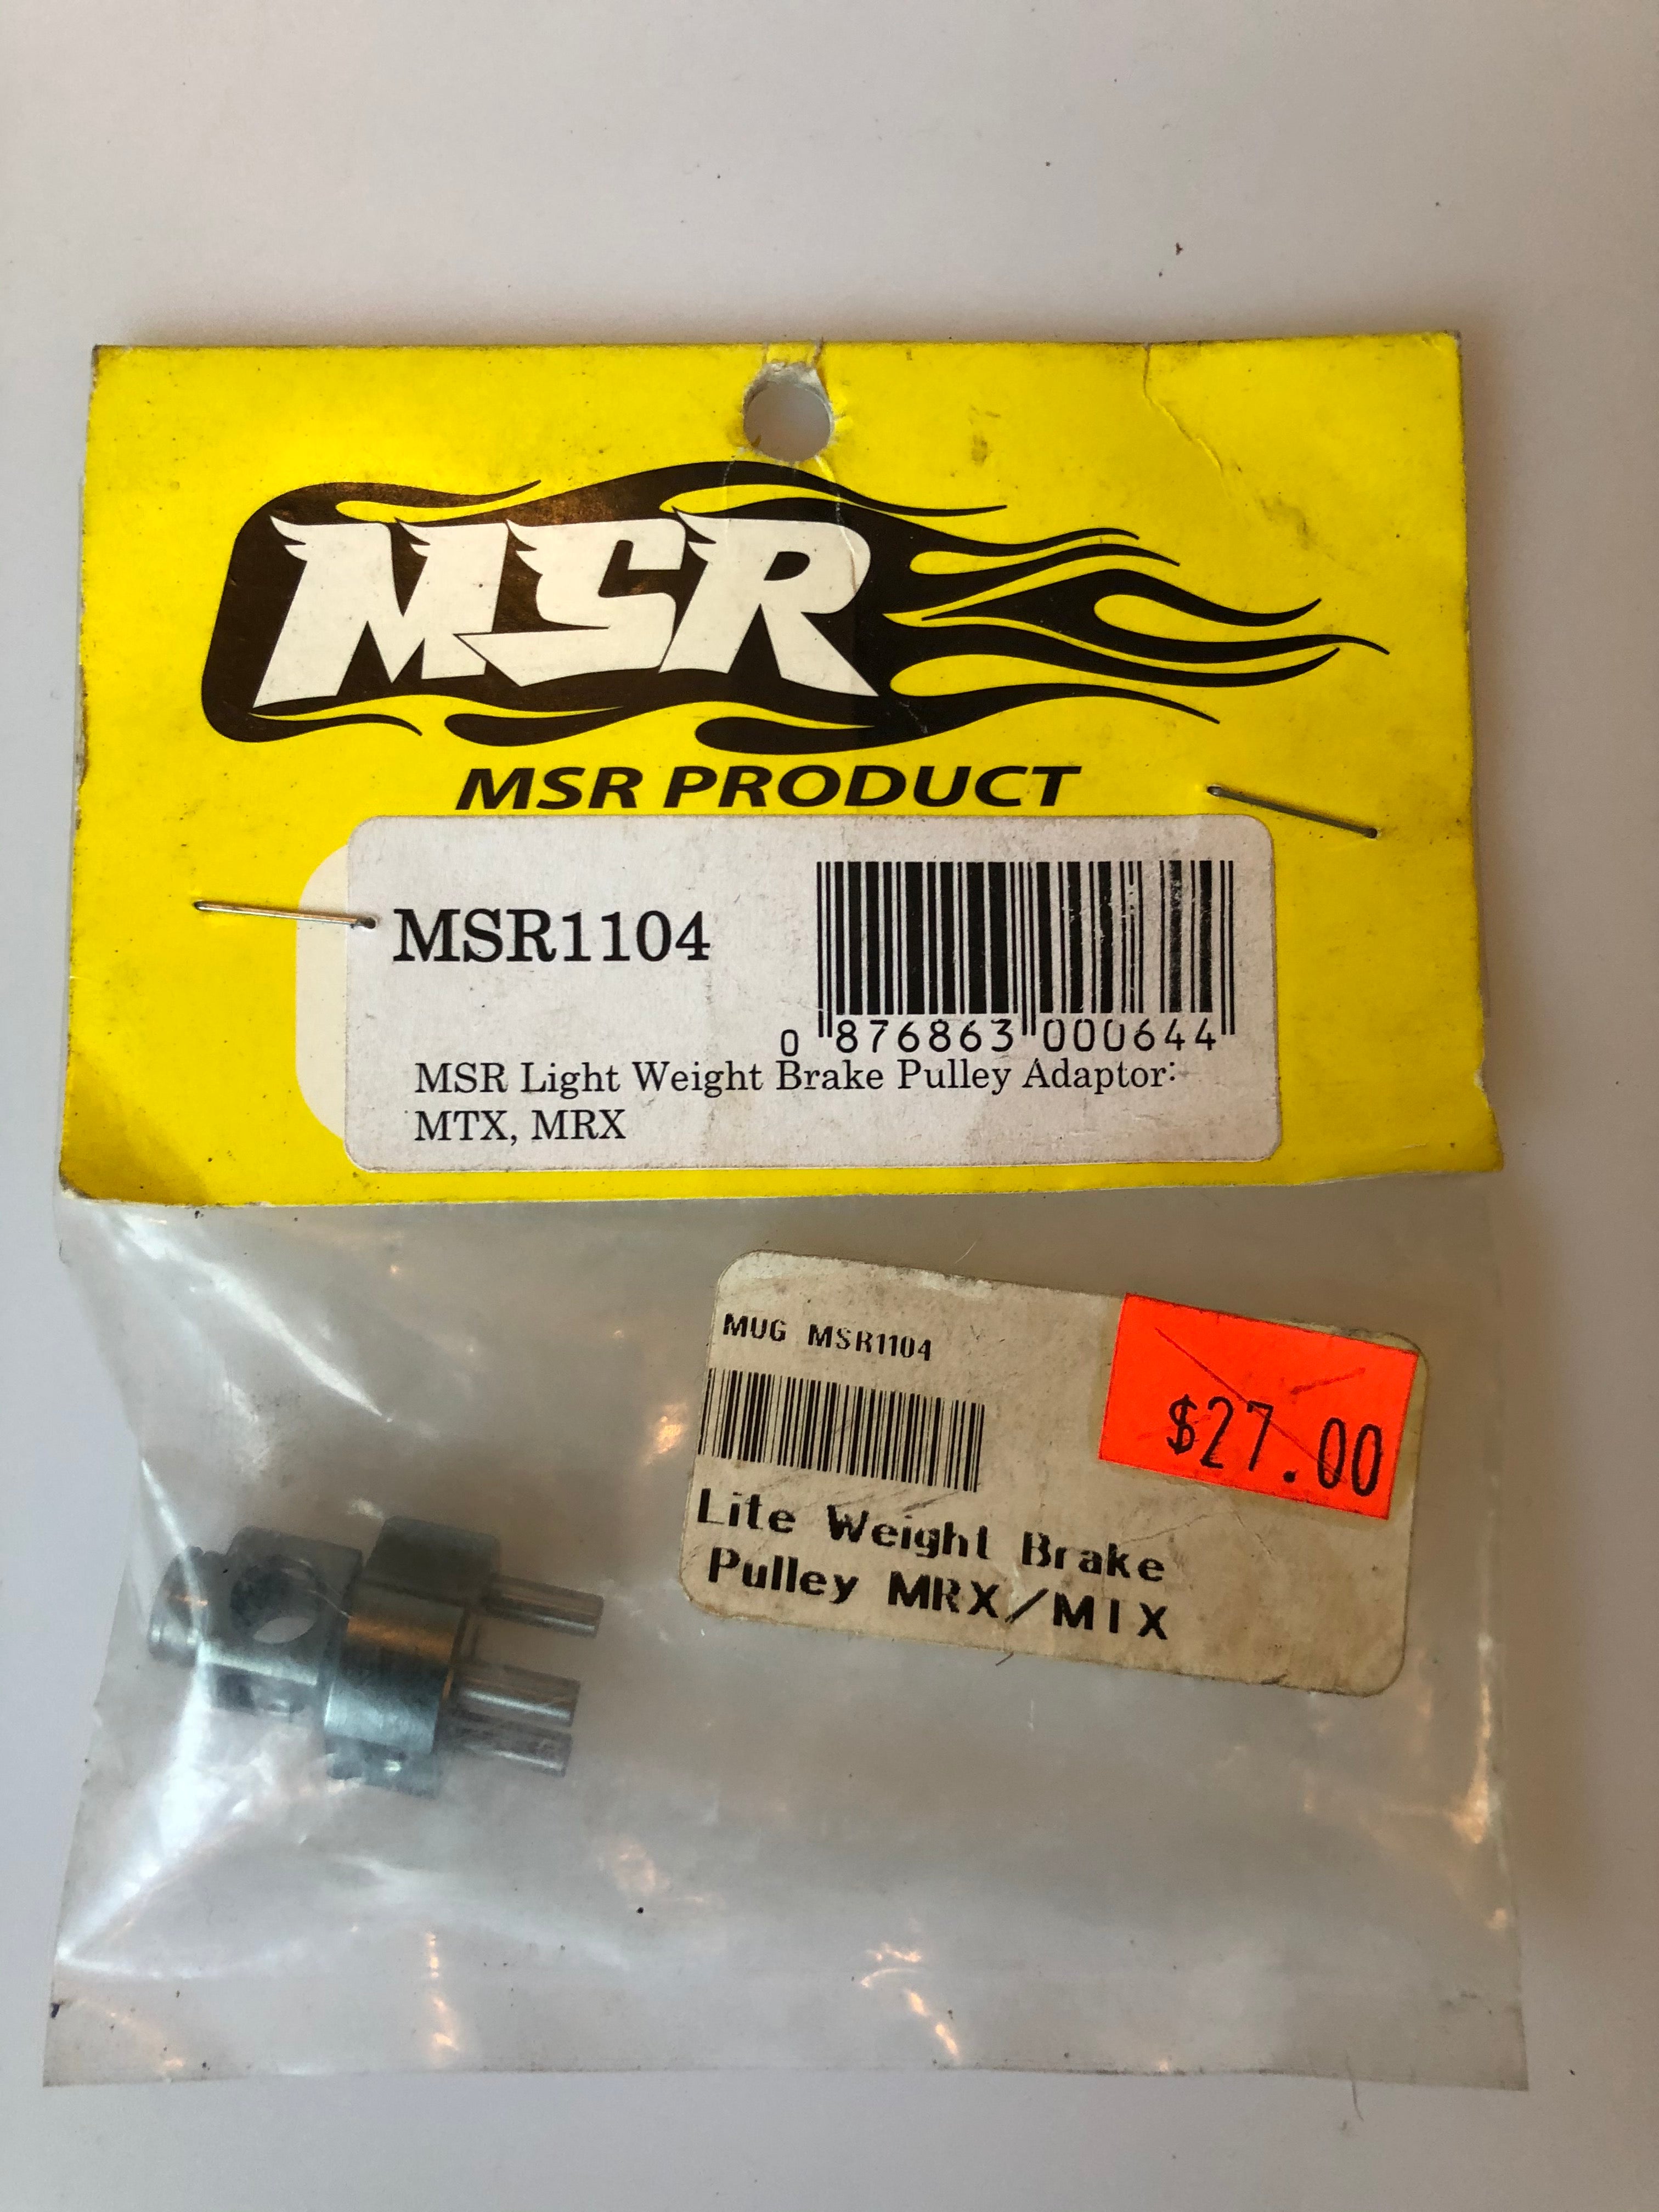 MSR
MSR PRODUCT
MSR1104
0 876863 000644
MSR Light Weight Brake Pulley Adaptor:
MTX, MRX
MUG MSR1104
$27.00
Lite Weight Brake
Pulley MRX/MTX